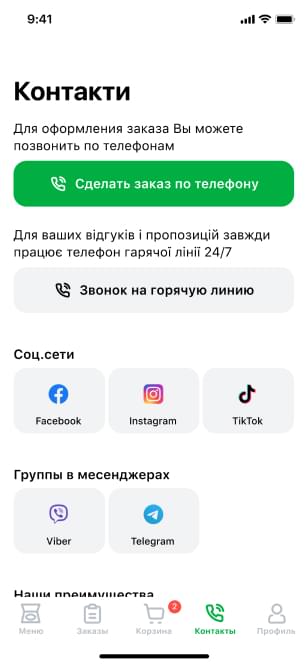 9:41
Контакти
Для оформления заказа Вы можете
позвонить по телефонам
Сделать заказ по телефону
Для ваших відгуків і пропозицій завжди
працює телефон гарячої лінії 24/7
Звонок на горячую линию
Соц.сети
Facebook
Instagram
TikTok
Группы в месенджерах
Viber
Telegram
Наши преимущества
2
Меню
Заказы
Корзина
Контакты
Профиль